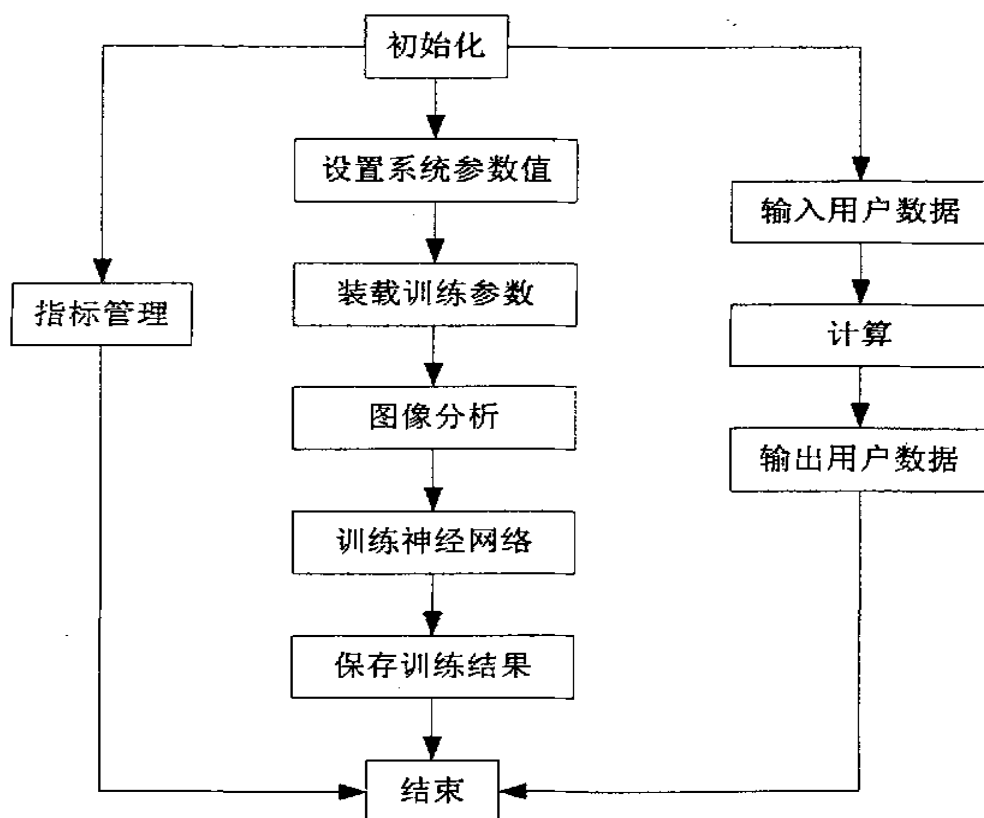 初始化
设置系统参数值
输入用户数据
装载训练参数
指标管理
计算
图像分析
输出用户数据
训练神经网络
保存训练结果
结束